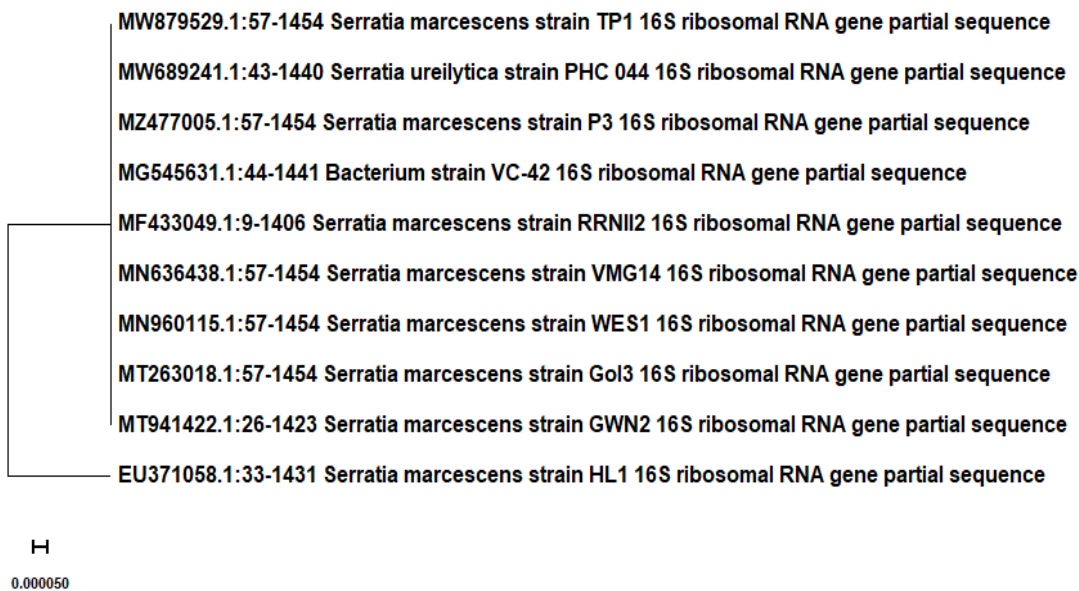 MW879529.1:57-1454 Serratia marcescens strain TP1 16S ribosomal RNA gene partial sequence
MW689241.1:43-1440 Serratia ureilytica strain PHC 044 16S ribosomal RNA gene partial sequence
MZ477005.1:57-1454 Serratia marcescens strain P3 16S ribosomal RNA gene partial sequence
MG545631.1:44-1441 Bacterium strain VC-42 16S ribosomal RNA gene partial sequence
MF433049.1:9-1406 Serratia marcescens strain RRNII2 16S ribosomal RNA gene partial sequence
MN636438.1:57-1454 Serratia marcescens strain VMG14 16S ribosomal RNA gene partial sequence
MN960115.1:57-1454 Serratia marcescens strain WES1 16S ribosomal RNA gene partial sequence
MT263018.1:57-1454 Serratia marcescens strain Gol3 16S ribosomal RNA gene partial sequence
MT941422.1:26-1423 Serratia marcescens strain GWN2 16S ribosomal RNA gene partial sequence
EU371058.1:33-1431 Serratia marcescens strain HL1 16S ribosomal RNA gene partial sequence
0.000050